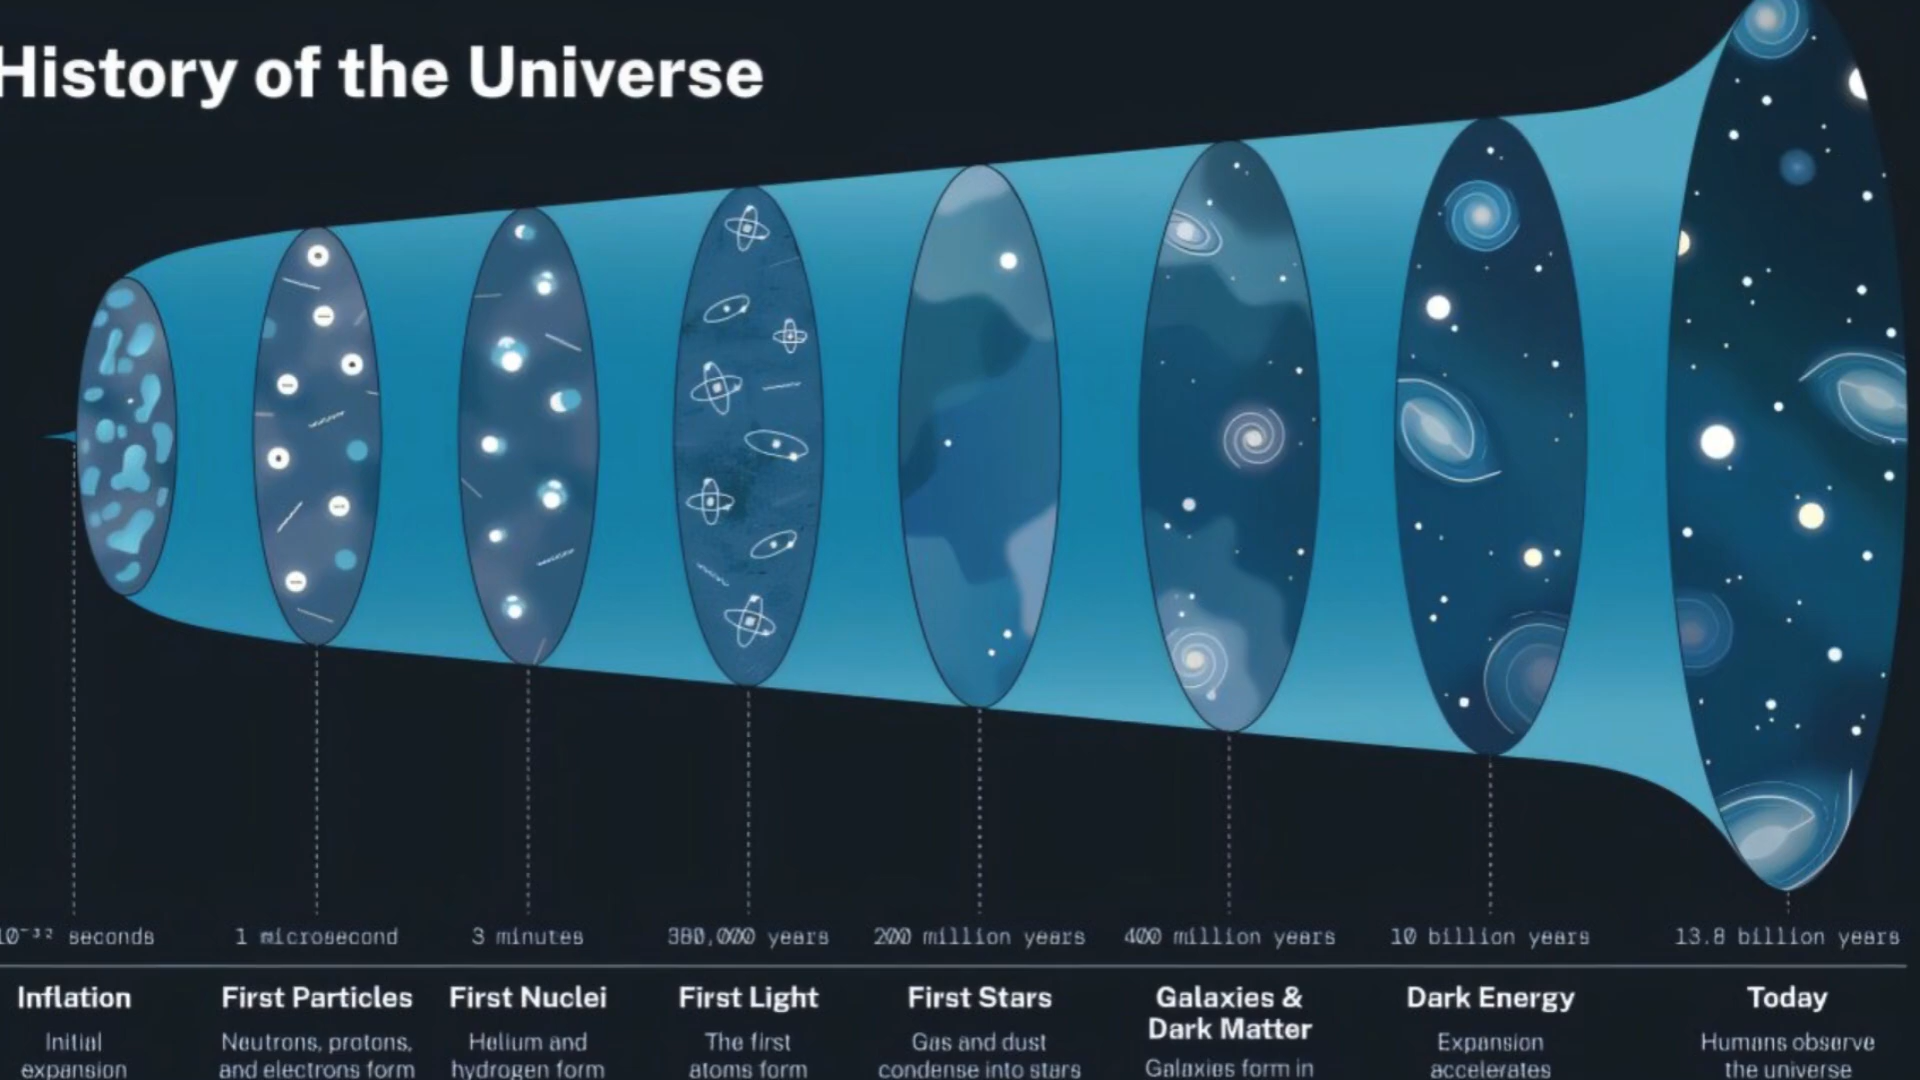 History of the Universe
10⁻³² seconds
1 microsecond
3 minutes
380,000 years
200 million years
400 million years
10 billion years
13.8 billion years
Inflation
Initial
expansion
First Particles
Neutrons, protons,
and electrons form
First Nuclei
Helium and
hydrogen form
First Light
The first
atoms form
First Stars
Gas and dust
condense into stars
Galaxies &
Dark Matter
Galaxies form in
Dark Energy
Expansion
accelerates
Today
Humans observe
the universe